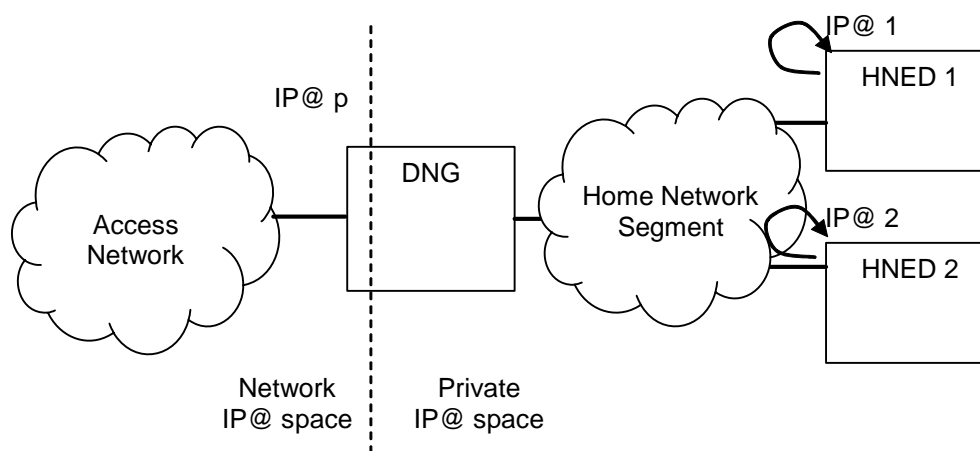 IP@ 1
HNED 1
IP@ p
DNG
Home Network
Segment
Access
Network
IP@ 2
HNED 2
Network
IP@ space
Private
IP@ space